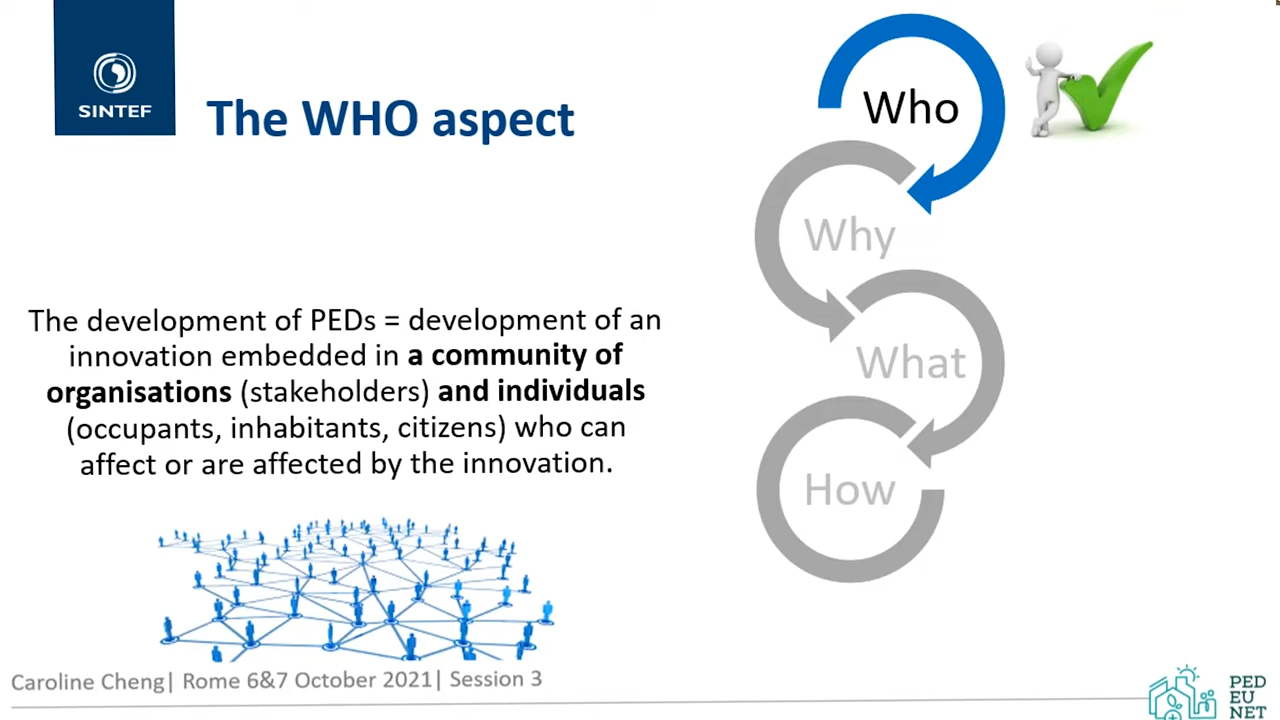 SINTEF
The WHO aspect
Who
Why
What
How
The development of PEDs = development of an
innovation embedded in a community of
organisations (stakeholders) and individuals
(occupants, inhabitants, citizens) who can
affect or are affected by the innovation.
Caroline Cheng| Rome 6&7 October 2021| Session 3
PED
EU
NET